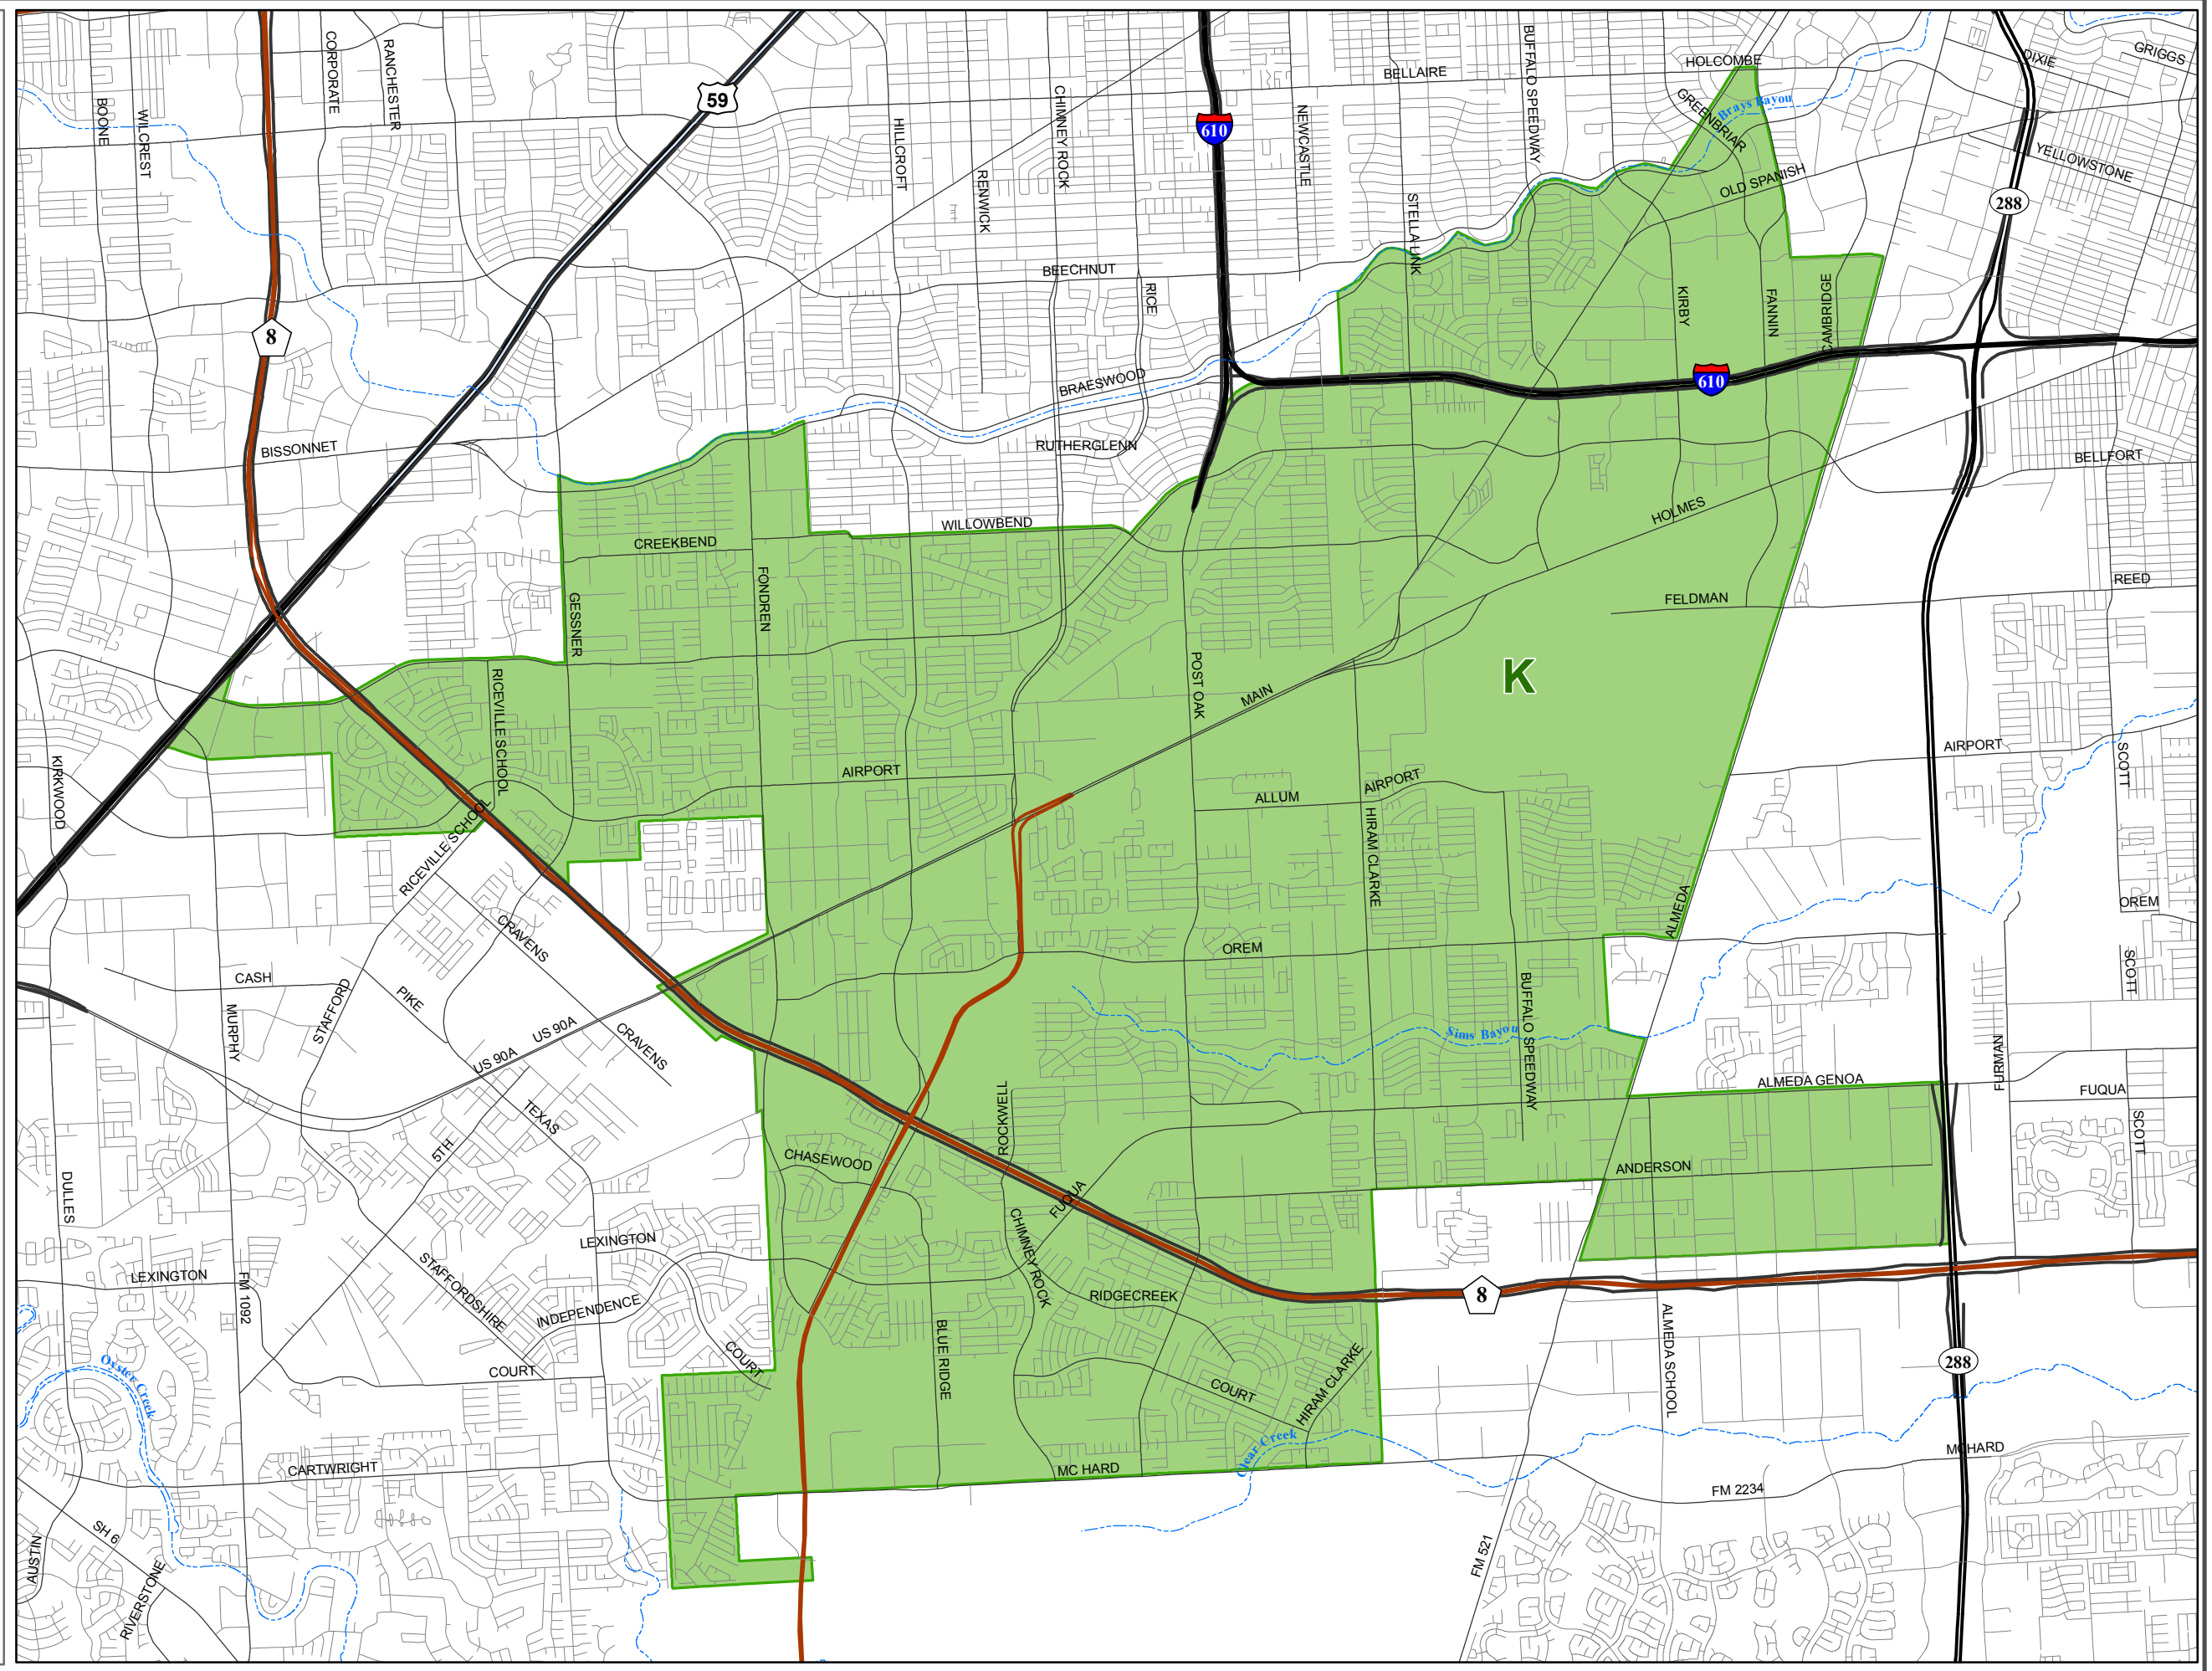 CORPORATE
RANCHESTER
BOONE
WILCREST
59
HILLCROFT
RENWICK
CHIMNEY ROCK
610
NEWCASTLE
BELLAIRE
BUFFALO SPEEDWAY
HOLCOMBE
GREENBRIAR
Brays Bayou
DIXIE
GRIGGS
YELLOWSTONE
OLD SPANISH
288
STELLA LINK
BEECHNUT
RICE
KIRBY
FANNIN
CAMBRIDGE
8
BRAESWOOD
610
BISSONNET
RUTHERGLENN
BELLFORT
WILLOWBEND
CREEKBEND
HOLMES
FONDREN
GESSNER
REED
FELDMAN
RICEVILLE SCHOOL
POST OAK
MAIN
K
KIRKWOOD
AIRPORT
AIRPORT
AIRPORT
SCOTT
ALLUM
HIRAM CLARKE
RICEVILLE SCHOOL
ALMEDA
OREM
CRAVENS
OREM
CASH
PIKE
STAFFORD
SCOTT
BUFFALO SPEEDWAY
MURPHY
US 90A
US 90A
CRAVENS
Sims Bayou
FURMAN
ALMEDA GENOA
FUQUA
ROCKWELL
TEXAS
5TH
SCOTT
CHASEWOOD
ANDERSON
DULLES
FUQUA
CHIMNEY ROCK
LEXINGTON
LEXINGTON
STAFFORDSHIRE
FM 1092
INDEPENDENCE
RIDGECREEK
8
BLUE RIDGE
ALMEDA SCHOOL
COURT
COURT
COURT
HIRAM CLARKE
288
Oyster Creek
Clear Creek
CARTWRIGHT
MC HARD
MCHARD
FM 2234
SH 6
AUSTIN
RIVERSTONE
FM 521